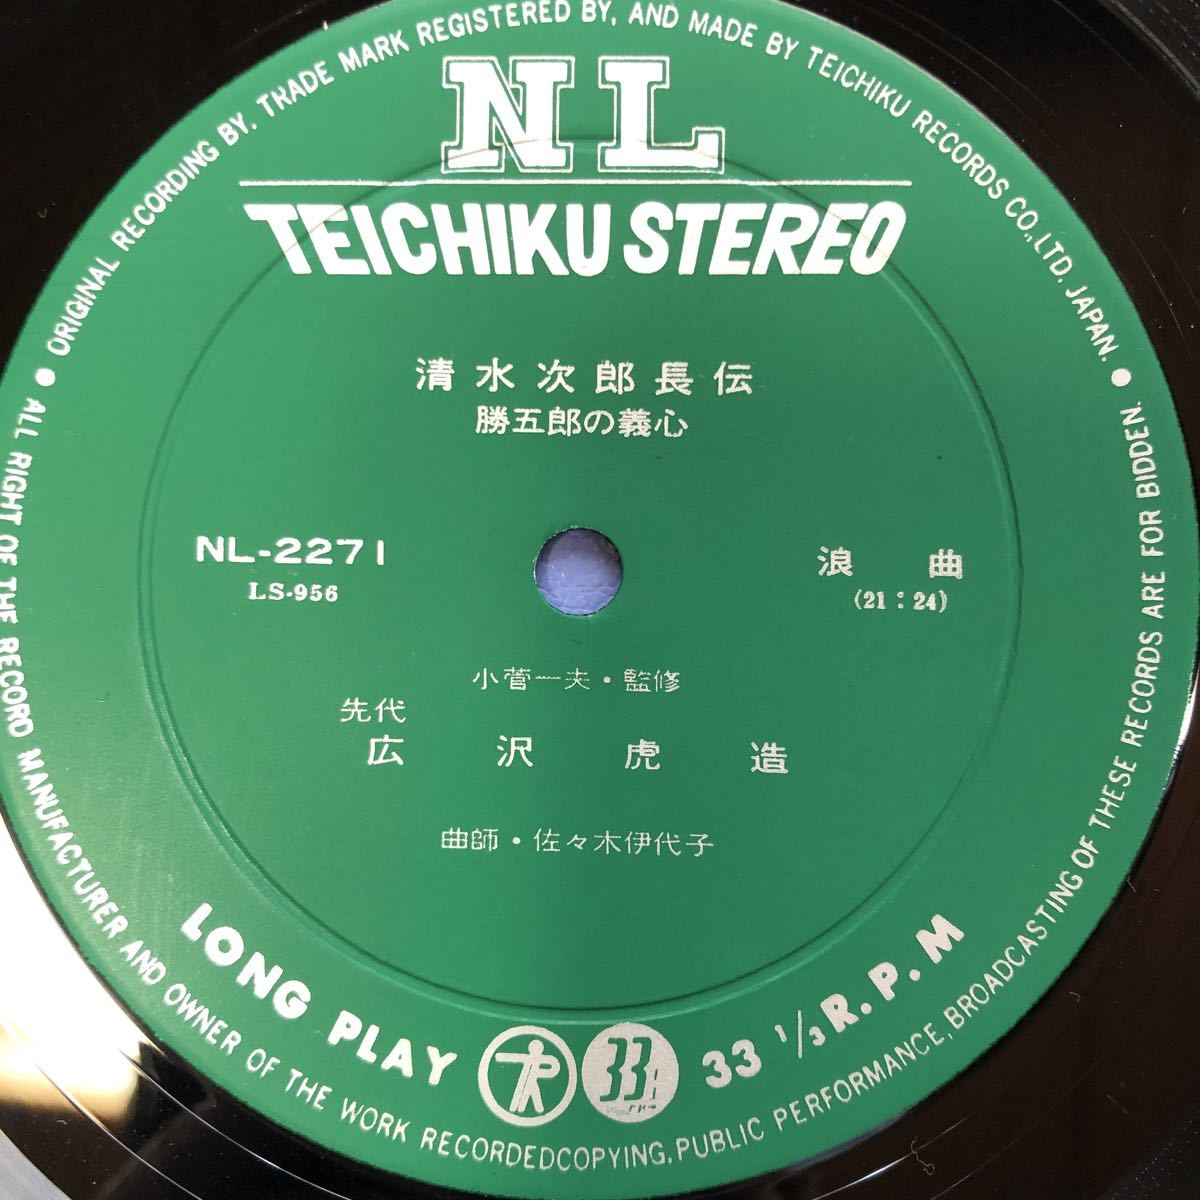 ORIGINAL RECORDING BY, TRADE MARK REGISTERED BY, AND MADE BY TEICHIKU RECORDS CO., LTD. JAPAN.
NL
TEICHIKU STEREO
清水次郎長伝
勝五郎の義心
NL-2271
LS-956
浪曲
(21:24)
小菅一夫・監修
先代
広沢虎造
曲師・佐々木伊代子
LONG PLAY
33
33 1/3 R.P.M
ALL RIGHT OF THE RECORD MANUFACTURER AND OWNER OF THE WORK RECORDEDCOPYING, PUBLIC PERFORMANCE, BROADCASTING OF THESE RECORDS ARE FOR BIDDEN.